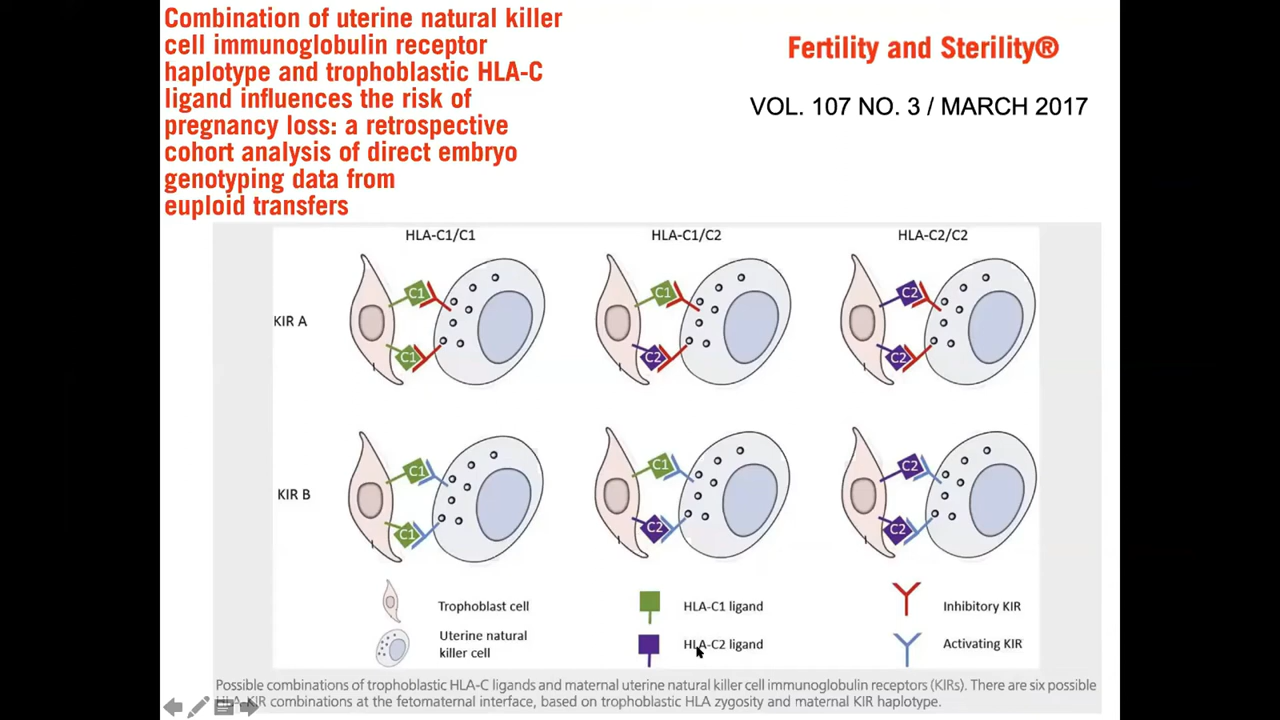 Combination of uterine natural killer
cell immunoglobulin receptor
haplotype and trophoblastic HLA-C
ligand influences the risk of
pregnancy loss: a retrospective
cohort analysis of direct embryo
genotyping data from
euploid transfers
Fertility and Sterility®
VOL. 107 NO. 3 / MARCH 2017
HLA-C1/C1
HLA-C1/C2
HLA-C2/C2
KIR A
C1
C1
C1
C2
C2
C2
KIR B
C1
C1
C1
C2
C2
C2
Trophoblast cell
HLA-C1 ligand
Inhibitory KIR
Uterine natural
killer cell
HLA-C2 ligand
Activating KIR
Possible combinations of trophoblastic HLA-C ligands and maternal uterine natural killer cell immunoglobulin receptors (KIRs). There are six possible
HLA-KIR combinations at the fetomaternal interface, based on trophoblastic HLA zygosity and maternal KIR haplotype.